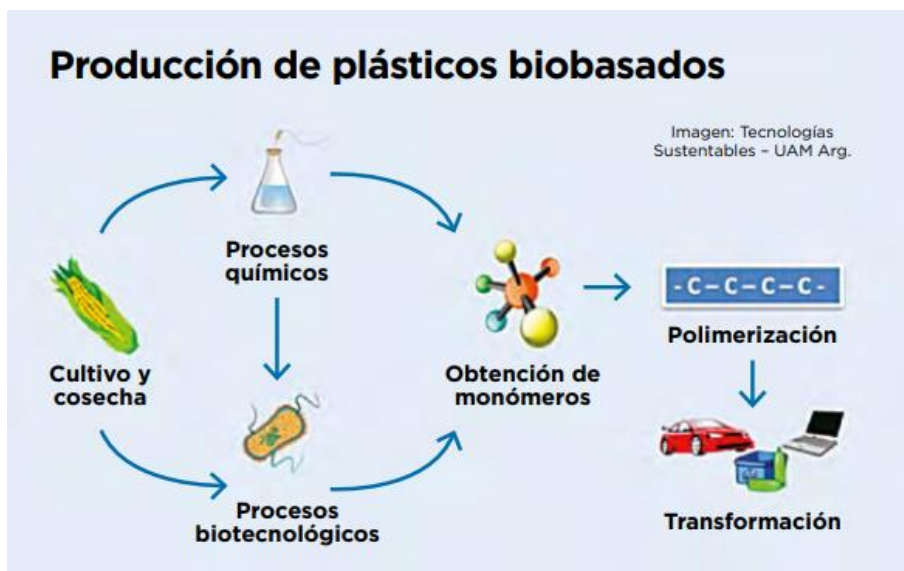 Producción de plásticos biobasados
Imagen: Tecnologías
Sustentables – UAM Arg.
Procesos
químicos
Cultivo y
cosecha
Procesos
biotecnológicos
Obtención de
monómeros
- C – C – C – C -
Polimerización
Transformación